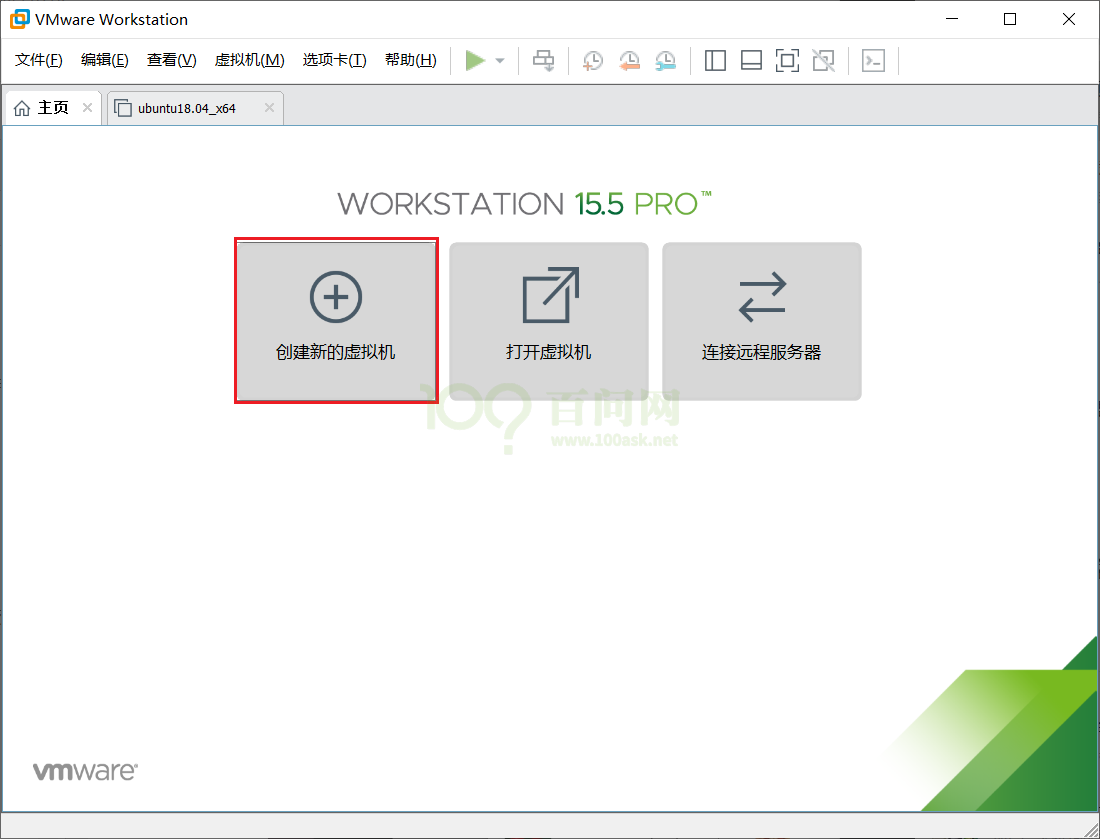 VMware Workstation
文件(F) 编辑(E) 查看(V) 虚拟机(M) 选项卡(T) 帮助(H)
主页 ubuntu18.04_x64
WORKSTATION 15.5 PRO™
创建新的虚拟机 打开虚拟机 连接远程服务器
100? 百问网
www.100ask.net
vmware®